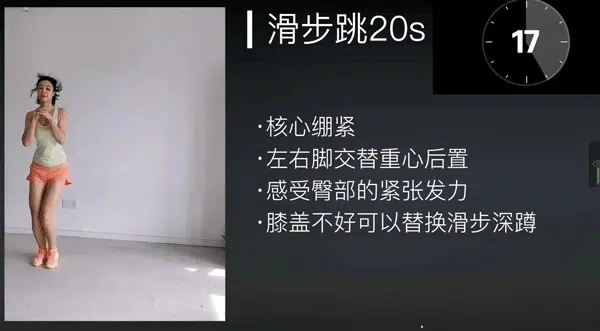 滑步跳20s
17
·核心绷紧
·左右脚交替重心后置
·感受臀部的紧张发力
·膝盖不好可以替换滑步深蹲